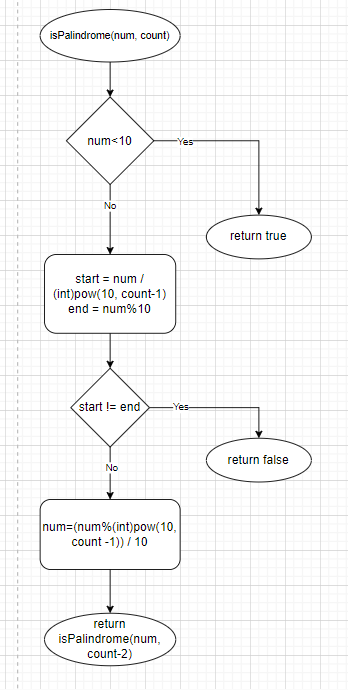 isPalindrome(num, count)
num<10
Yes
return true
No
start = num /
(int)pow(10, count-1)
end = num%10
start != end
Yes
return false
No
num=(num%(int)pow(10,
count -1)) / 10
return
isPalindrome(num,
count-2)